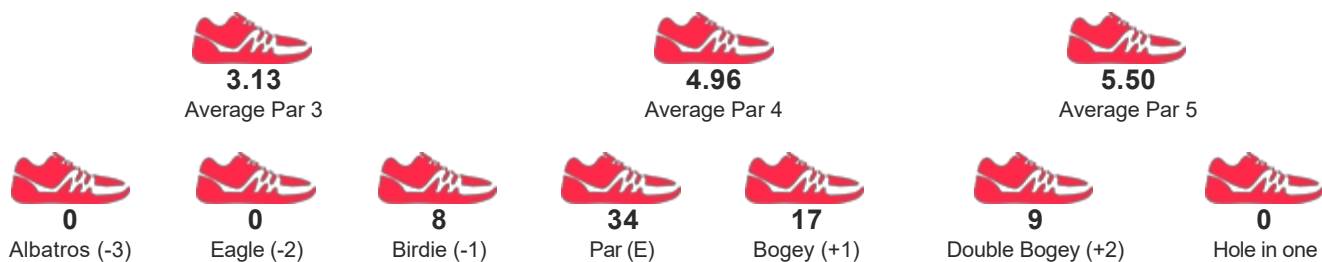 3.13 4.96 5.50
Average Par 3 Average Par 4 Average Par 5
0 0 8 34 17 9 0
Albatros (-3) Eagle (-2) Birdie (-1) Par (E) Bogey (+1) Double Bogey (+2) Hole in one